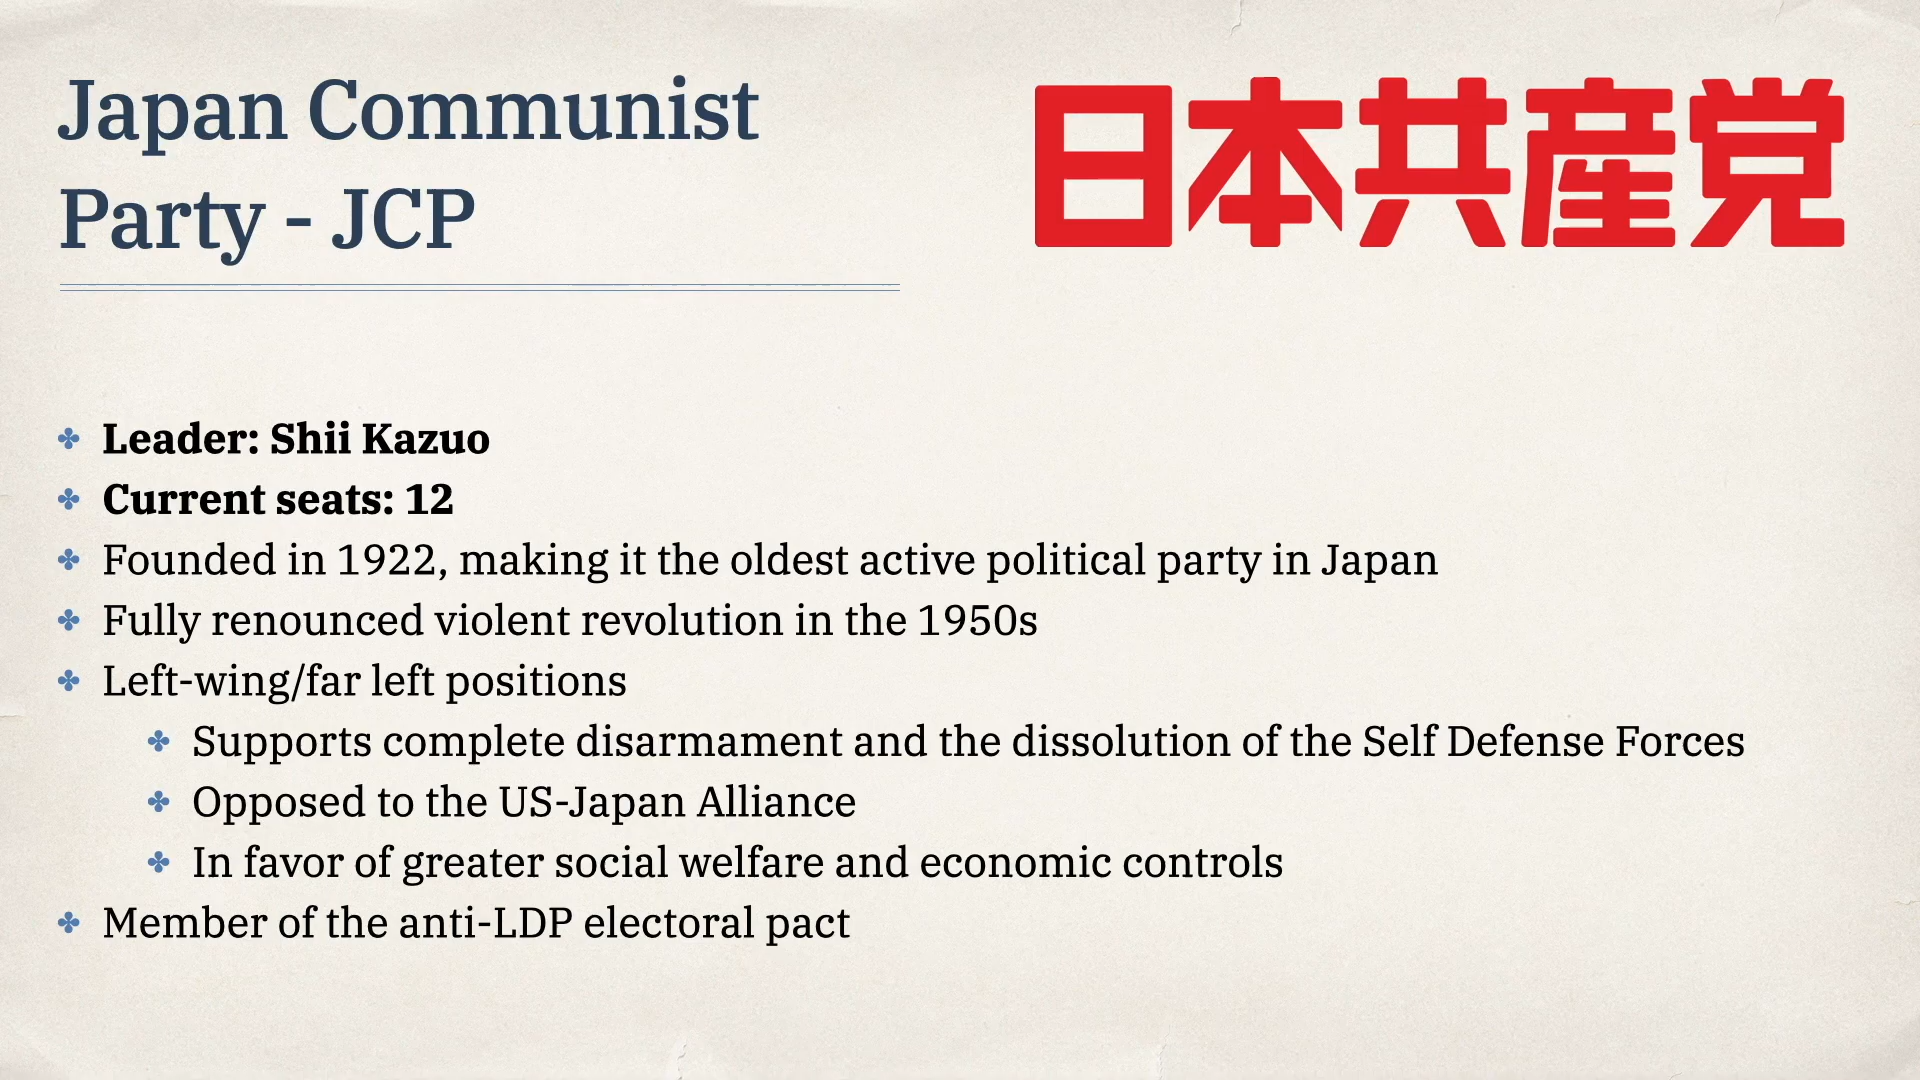 Japan Communist
Party - JCP
日本共産党
Leader: Shii Kazuo
Current seats: 12
Founded in 1922, making it the oldest active political party in Japan
Fully renounced violent revolution in the 1950s
Left-wing/far left positions
Supports complete disarmament and the dissolution of the Self Defense Forces
Opposed to the US-Japan Alliance
In favor of greater social welfare and economic controls
Member of the anti-LDP electoral pact